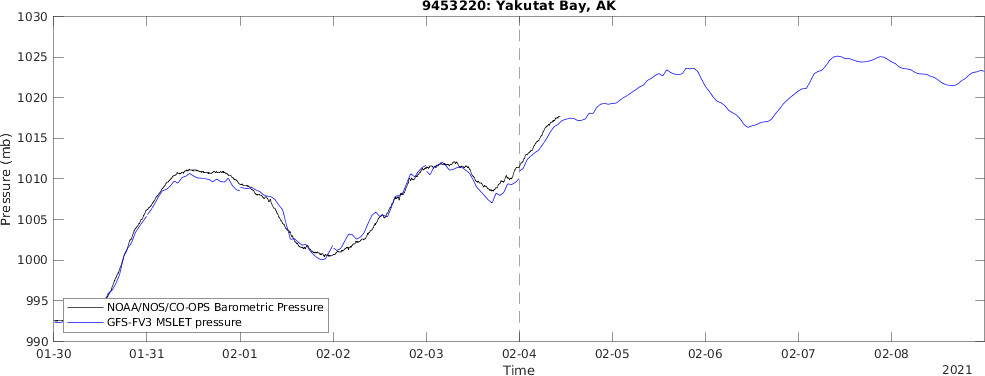 9453220: Yakutat Bay, AK
Pressure (mb)
1030
1025
1020
1015
1010
1005
1000
995
990
NOAA/NOS/CO-OPS Barometric Pressure
GFS-FV3 MSLET pressure
01-30 01-31 02-01 02-02 02-03 02-04 02-05 02-06 02-07 02-08
Time
2021